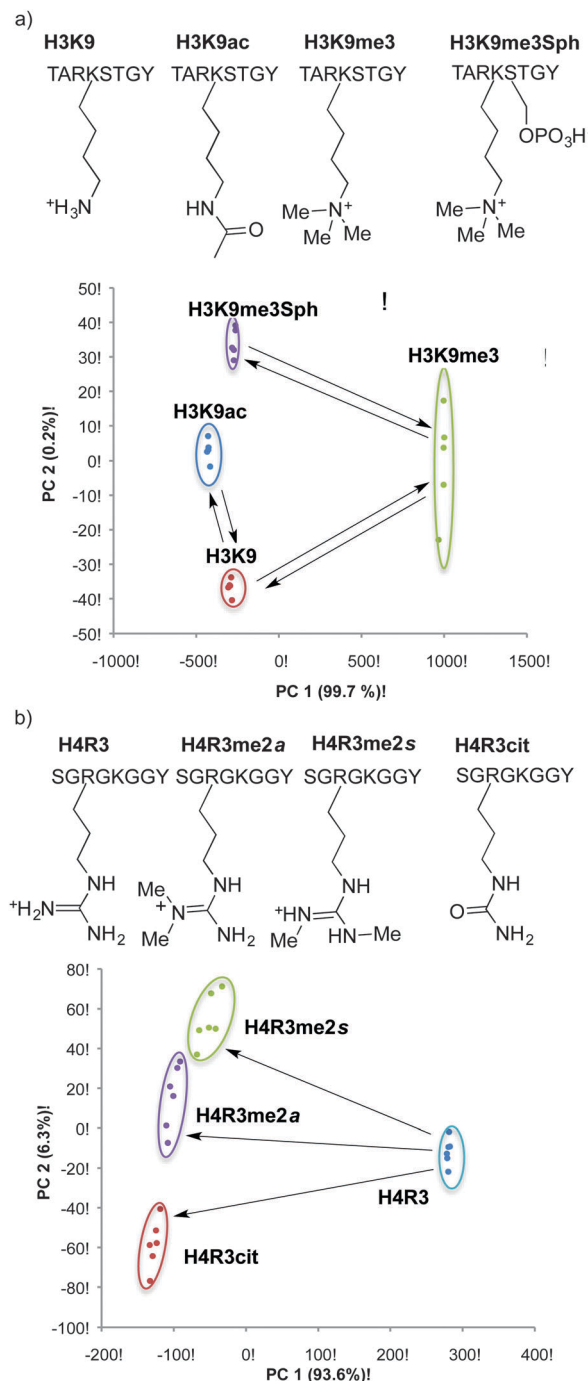 a)
H3K9 H3K9ac H3K9me3 H3K9me3Sph
TARKSTGY TARKSTGY TARKSTGY TARKSTGY
OPO3H
+H3N HN O Me N+ Me Me Me N+ Me Me
50!
40!
30!
20!
10!
0!
-10!
-20!
-30!
-40!
-50!
PC 2 (0.2%)!
H3K9me3Sph
!
H3K9me3
!
H3K9ac
H3K9
-1000! -500! 0! 500! 1000! 1500!
PC 1 (99.7 %)!
b)
H4R3 H4R3me2a H4R3me2s H4R3cit
SGRGKGGY SGRGKGGY SGRGKGGY SGRGKGGY
NH Me NH NH NH
+H2N N+ +HN O
NH2 Me NH2 Me HN Me NH2
80!
60!
40!
20!
0!
-20!
-40!
-60!
-80!
-100!
PC 2 (6.3%)!
H4R3me2s
H4R3me2a
H4R3
H4R3cit
-200! -100! 0! 100! 200! 300! 400!
PC 1 (93.6%)!